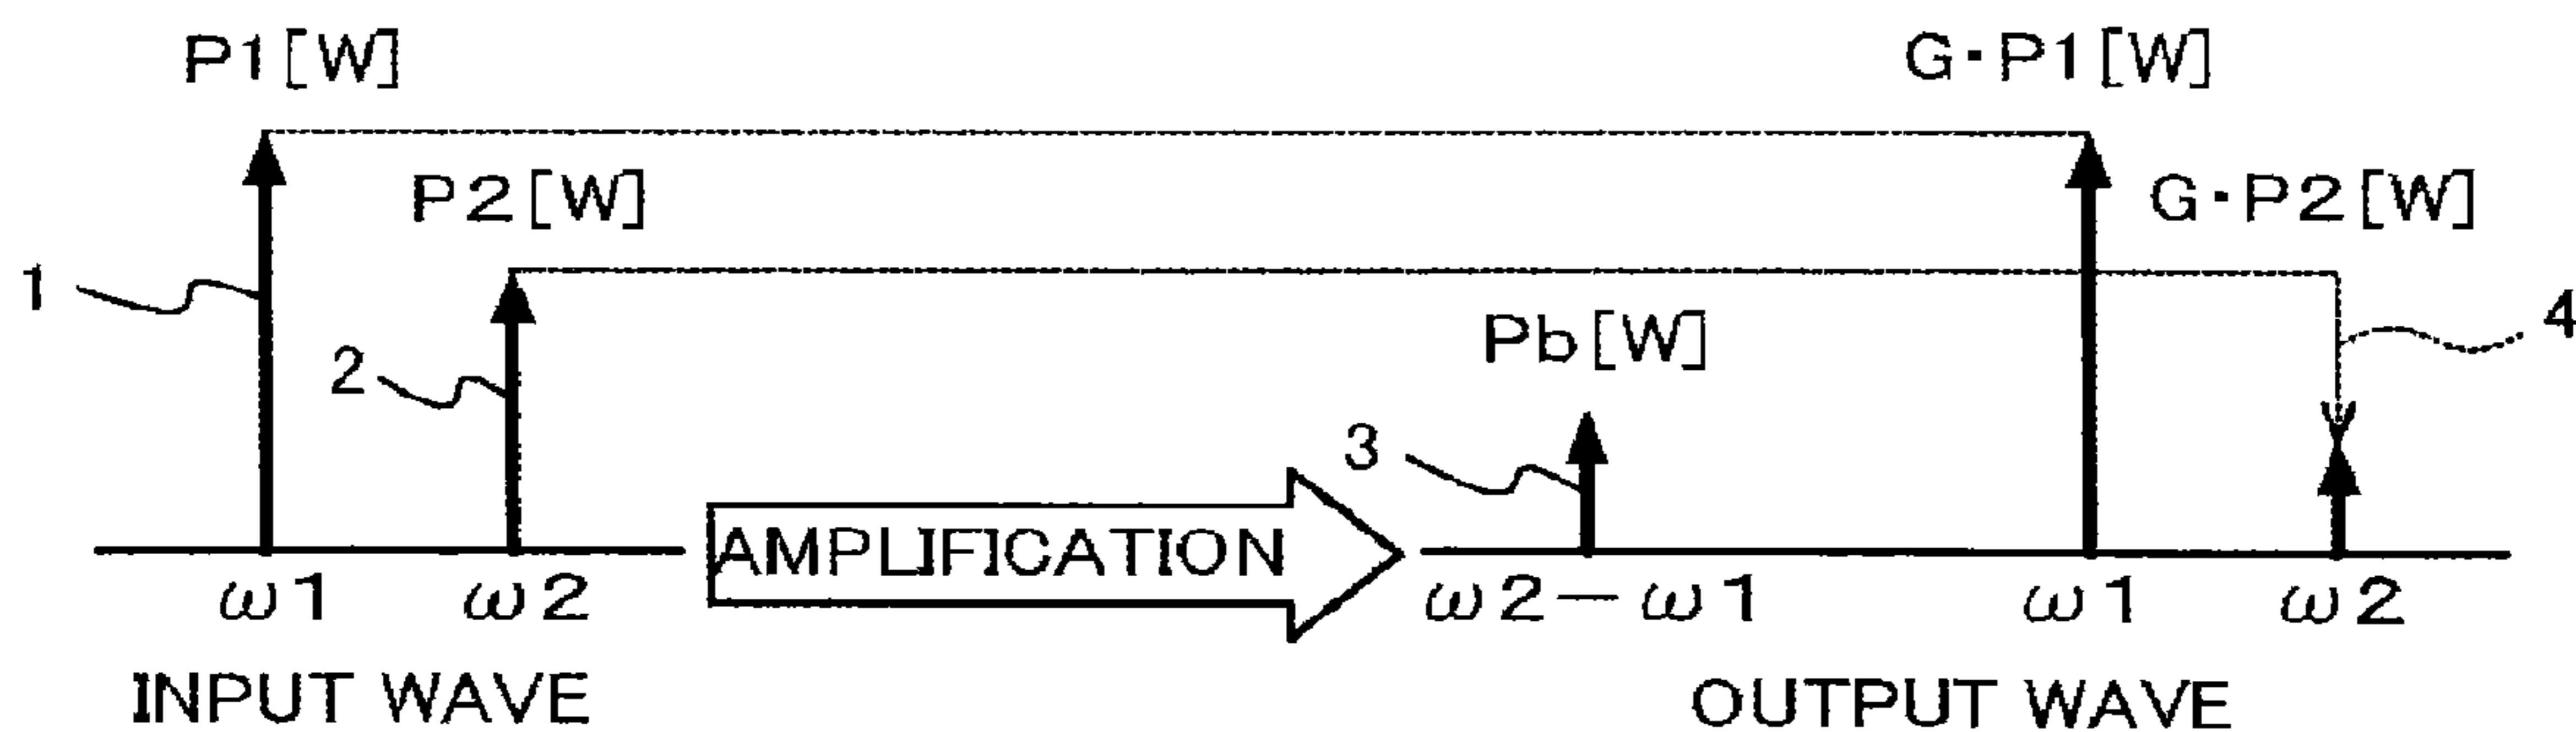 P1[W]
G·P1[W]
P2[W]
G·P2[W]
1
2
Pb[W]
3
4
AMPLIFICATION
ω1
ω2
ω2-ω1
ω1
ω2
INPUT WAVE
OUTPUT WAVE